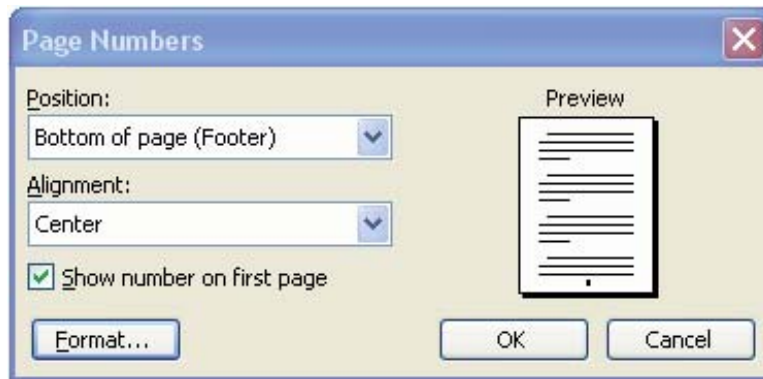 Page Numbers
Position:
Preview
Bottom of page (Footer)
Alignment:
Center
Show number on first page
Format...
OK
Cancel